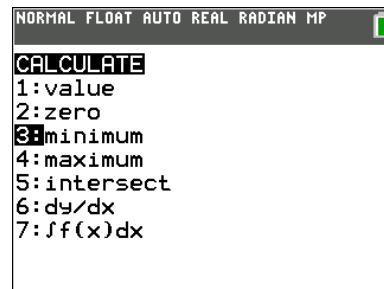 NORMAL FLOAT AUTO REAL RADIAN MP
CALCULATE
1:value
2:zero
3:minimum
4:maximum
5:intersect
6:dy/dx
7:∫f(x)dx